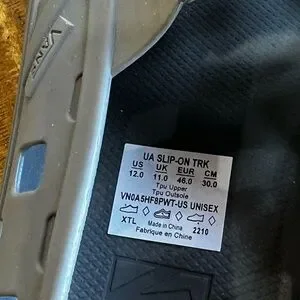 VANS
UA SLIP-ON TRK
US UK EUR CM
12.0 11.0 46.0 30.0
Tpu Upper
Tpu Outsole
VN0A5HF8PWT-US UNISEX
XTL Made in China 2210
Fabriqué en Chine